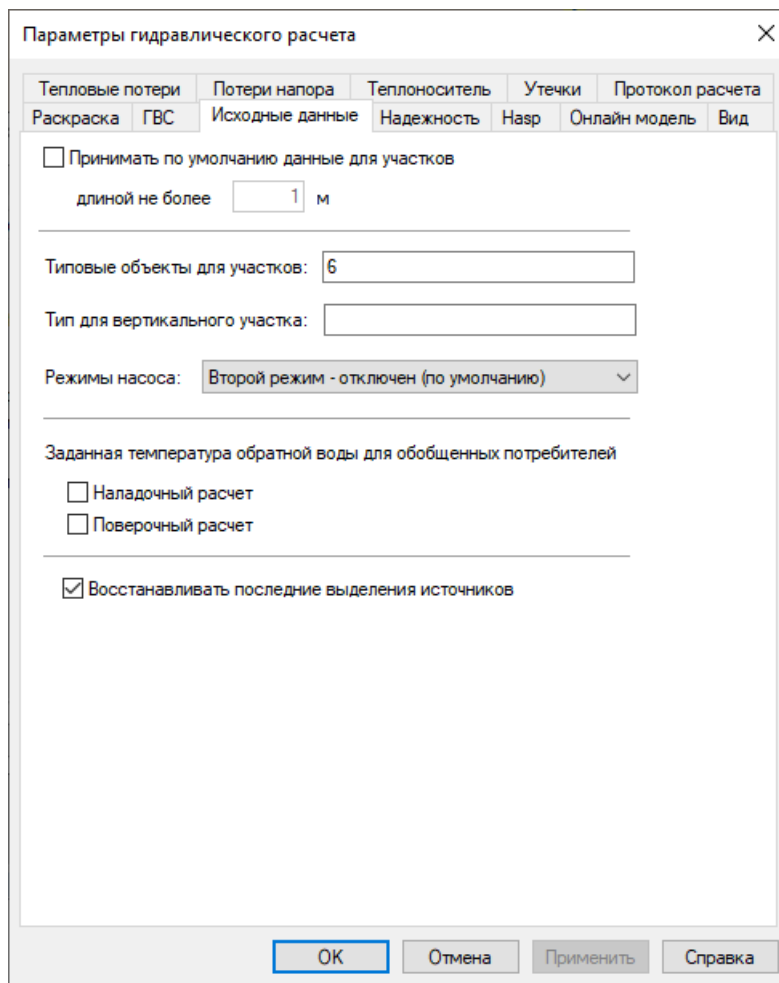 Параметры гидравлического расчета
Тепловые потери Потери напора Теплоноситель Утечки Протокол расчета
Раскраска ГВС Исходные данные Надежность Hasp Онлайн модель Вид
Принимать по умолчанию данные для участков
длиной не более 1 м
Типовые объекты для участков: 6
Тип для вертикального участка:
Режимы насоса: Второй режим - отключен (по умолчанию)
Заданная температура обратной воды для обобщенных потребителей
Наладочный расчет
Поверочный расчет
Восстанавливать последние выделения источников
OK Отмена Применить Справка